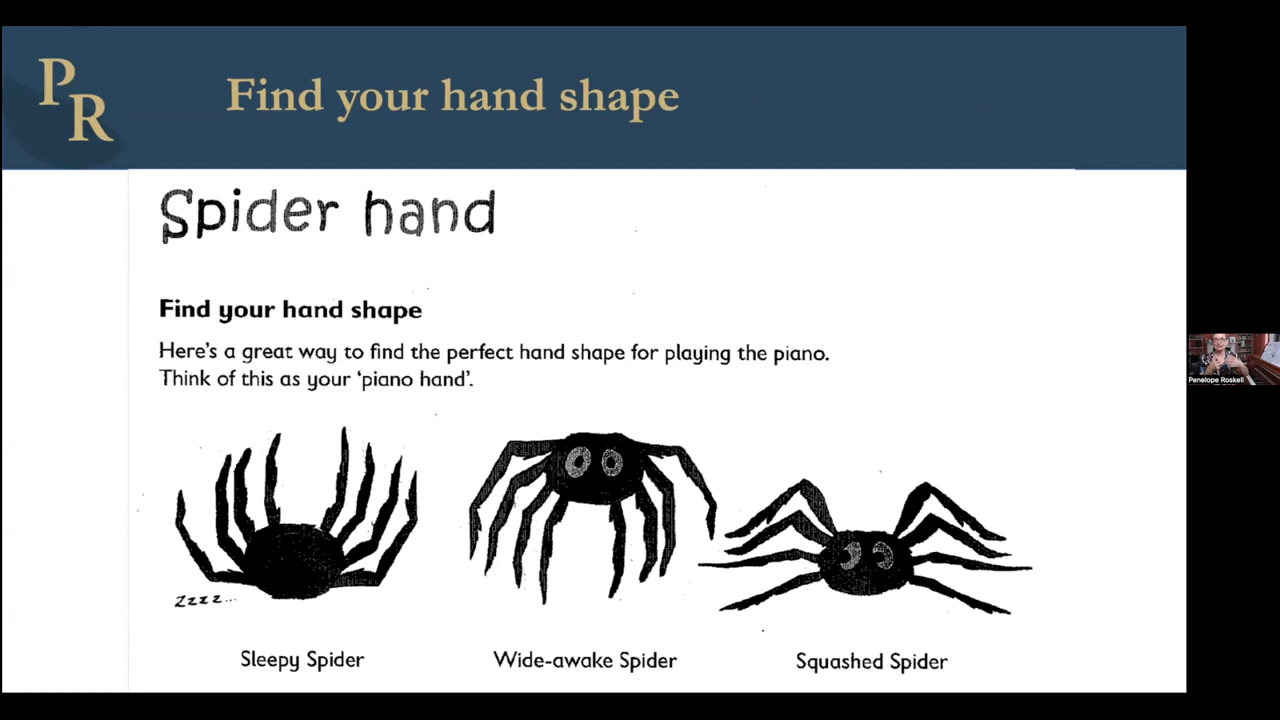 P
R
Find your hand shape
Spider hand
Find your hand shape
Here's a great way to find the perfect hand shape for playing the piano.
Think of this as your 'piano hand'.
Zzzz...
Sleepy Spider
Wide-awake Spider
Squashed Spider
Penelope Roskell